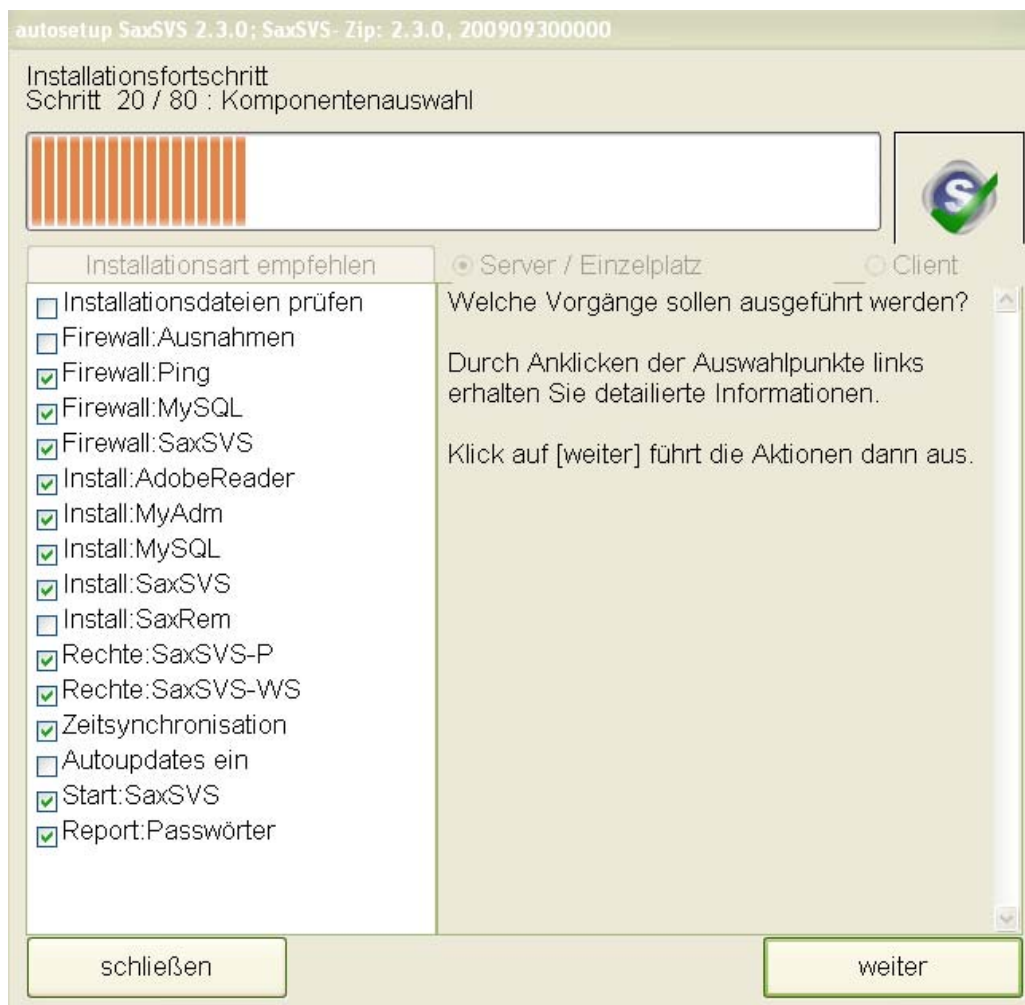 autosetup SaxSVS 2.3.0; SaxSVS- Zip: 2.3.0, 200909300000
Installationsfortschritt
Schritt 20 / 80 : Komponentenauswahl
S
Installationsart empfehlen
Server / Einzelplatz
Client
Installationsdateien prüfen
Firewall:Ausnahmen
Firewall:Ping
Firewall:MySQL
Firewall:SaxSVS
Install:AdobeReader
Install:MyAdm
Install:MySQL
Install:SaxSVS
Install:SaxRem
Rechte:SaxSVS-P
Rechte:SaxSVS-WS
Zeitsynchronisation
Autoupdates ein
Start:SaxSVS
Report:Passwörter
Welche Vorgänge sollen ausgeführt werden?
Durch Anklicken der Auswahlpunkte links
erhalten Sie detailierte Informationen.
Klick auf [weiter] führt die Aktionen dann aus.
schließen
weiter